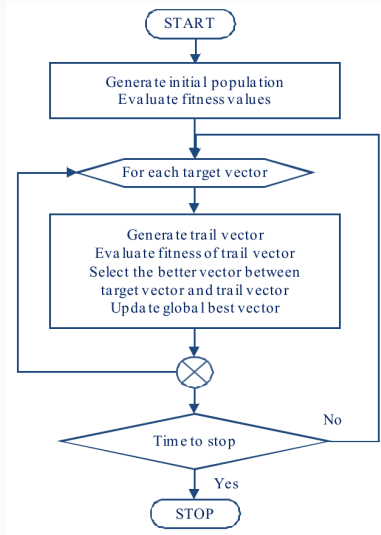 START
Generate initial population
Evaluate fitness values
For each target vector
Generate trail vector
Evaluate fitness of trail vector
Select the better vector between
target vector and trail vector
Update global best vector
No
Time to stop
Yes
STOP